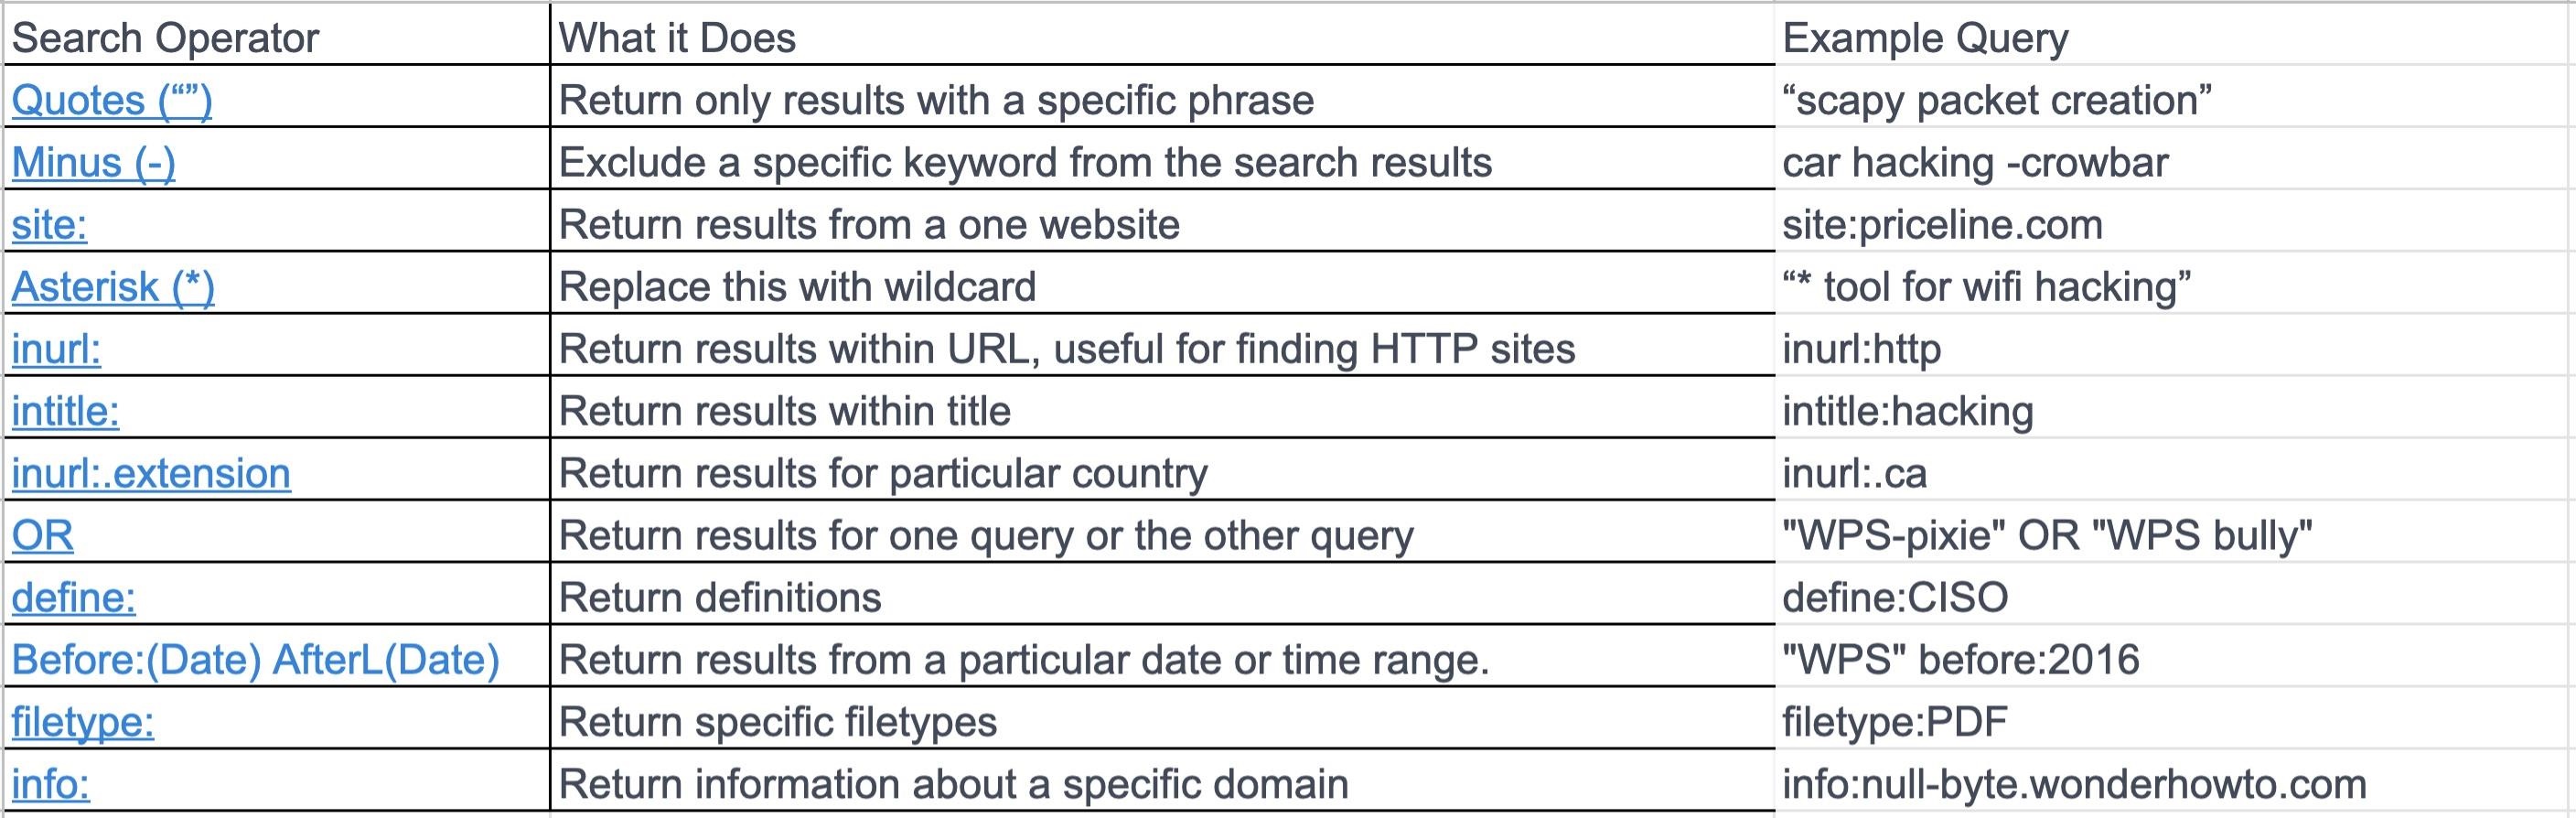 Search Operator What it Does Example Query
Quotes (“”) Return only results with a specific phrase “scapy packet creation”
Minus (-) Exclude a specific keyword from the search results car hacking -crowbar
site: Return results from a one website site:priceline.com
Asterisk (*) Replace this with wildcard “* tool for wifi hacking”
inurl: Return results within URL, useful for finding HTTP sites inurl:http
intitle: Return results within title intitle:hacking
inurl:.extension Return results for particular country inurl:.ca
OR Return results for one query or the other query "WPS-pixie" OR "WPS bully"
define: Return definitions define:CISO
Before:(Date) AfterL(Date) Return results from a particular date or time range. "WPS" before:2016
filetype: Return specific filetypes filetype:PDF
info: Return information about a specific domain info:null-byte.wonderhowto.com